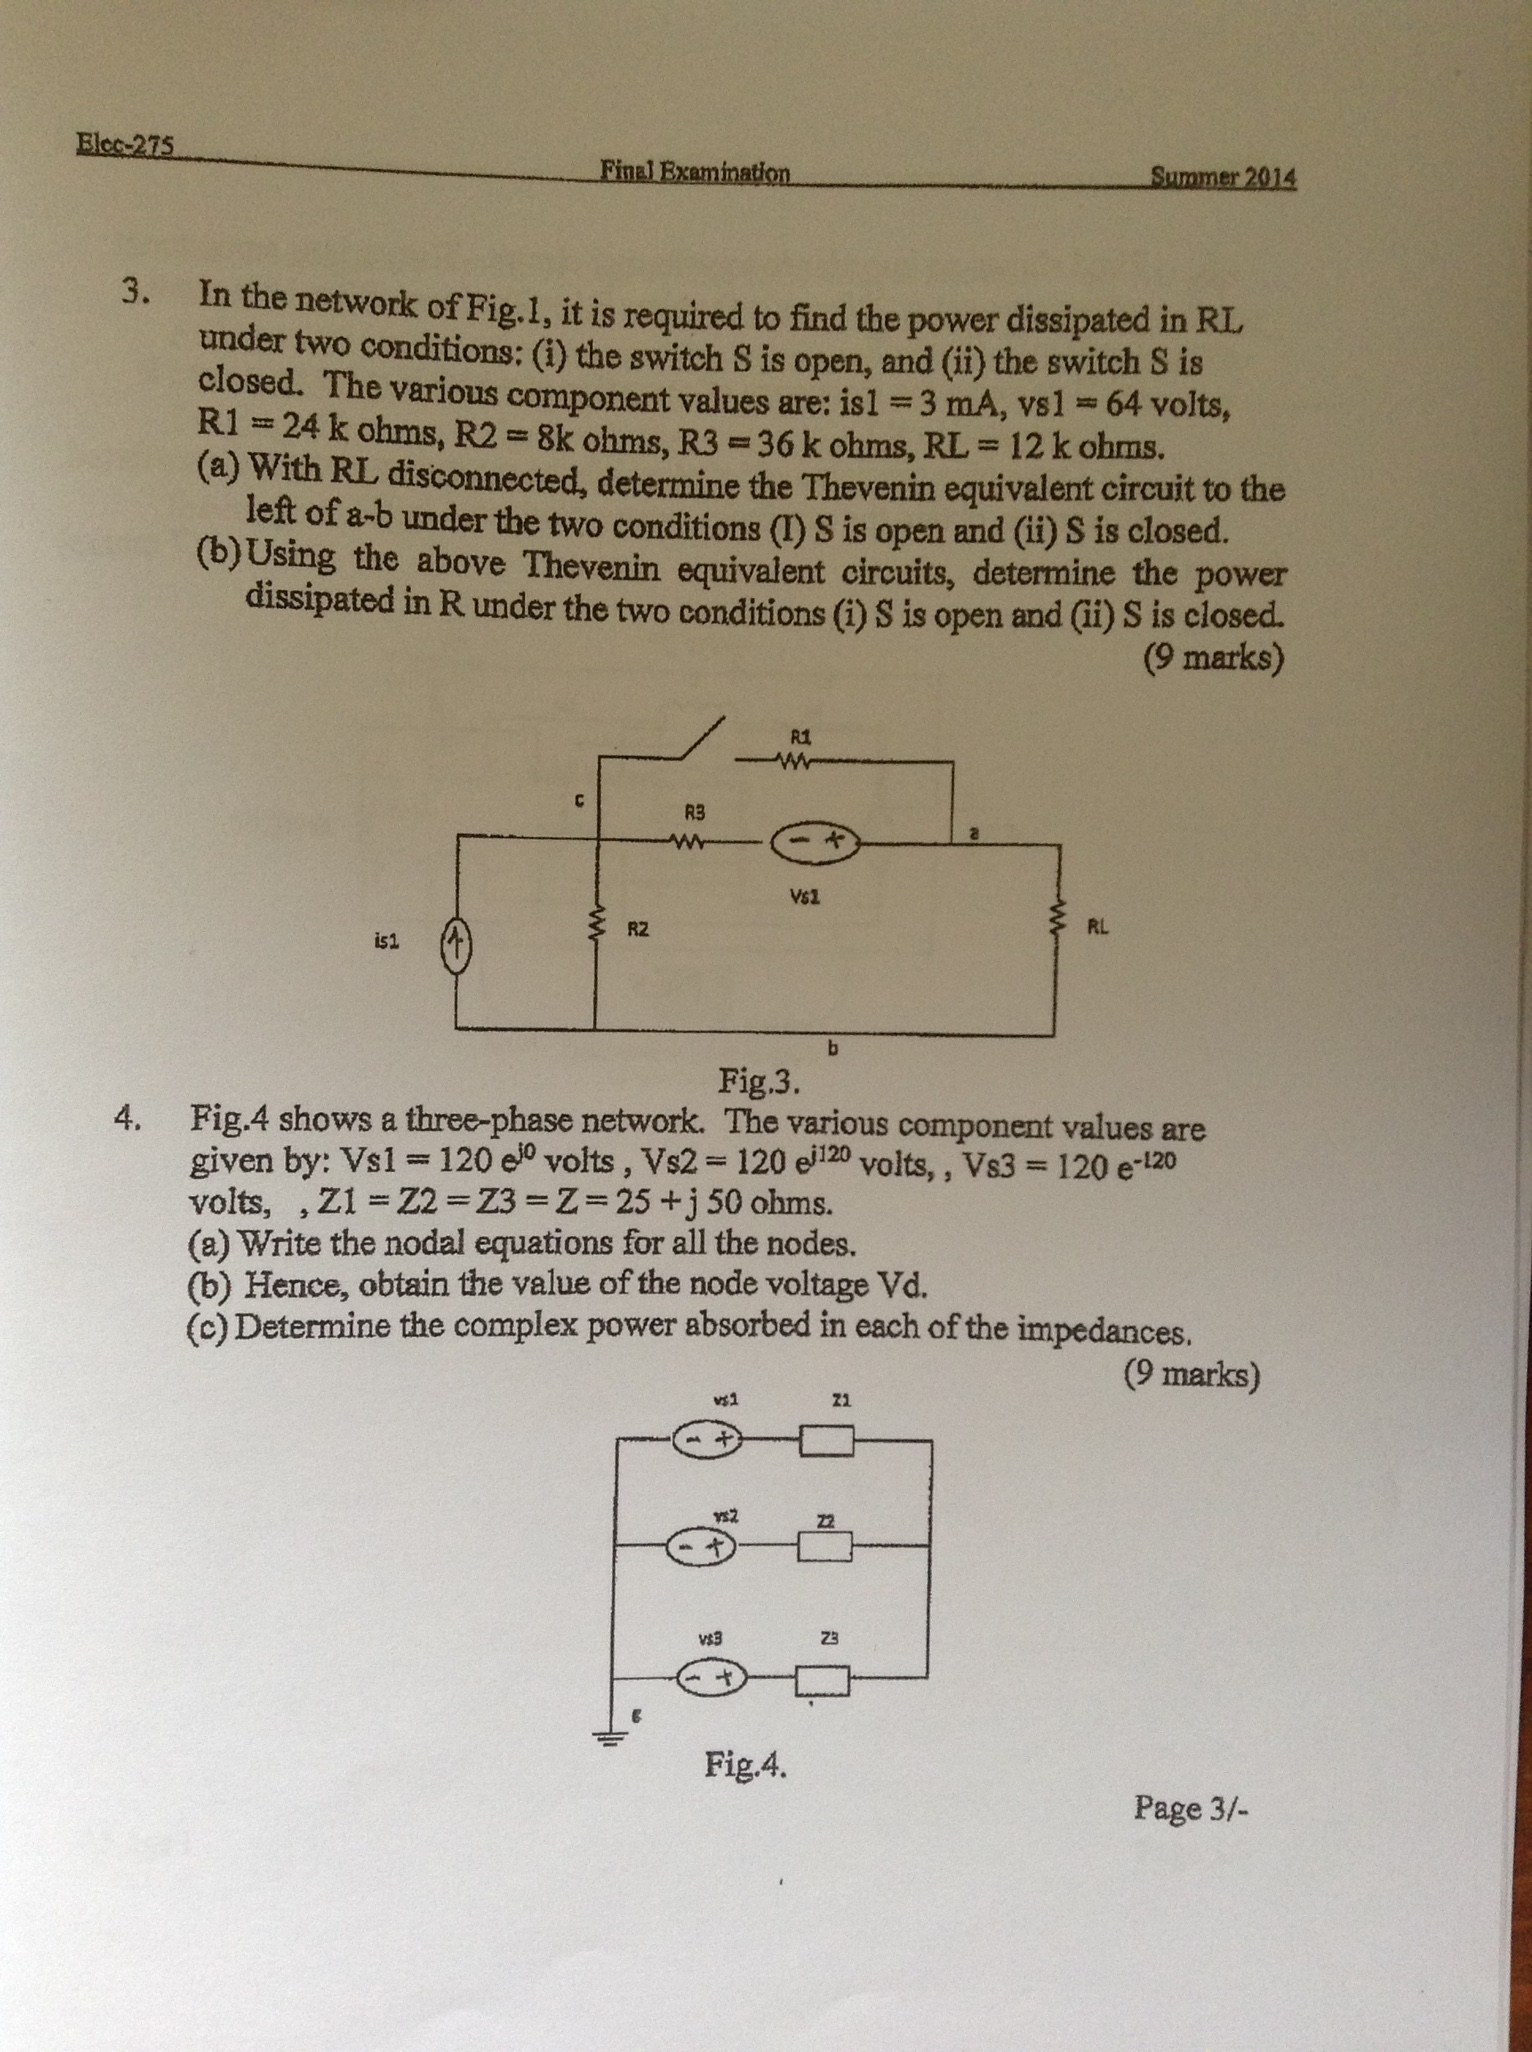 Elec-275
Final Examination
Summer 2014
3. In the network of Fig.1, it is required to find the power dissipated in RL
under two conditions: (i) the switch S is open, and (ii) the switch S is
closed. The various component values are: is1 = 3 mA, vs1 = 64 volts,
R1 = 24 k ohms, R2 = 8k ohms, R3 = 36 k ohms, RL = 12 k ohms.
(a) With RL disconnected, determine the Thevenin equivalent circuit to the
left of a-b under the two conditions (I) S is open and (ii) S is closed.
(b) Using the above Thevenin equivalent circuits, determine the power
dissipated in R under the two conditions (i) S is open and (ii) S is closed.
(9 marks)
R1
c
R3
a
- +
Vs1
is1
R2
RL
b
Fig.3.
4. Fig.4 shows a three-phase network. The various component values are
given by: Vs1 = 120 e^j0 volts , Vs2 = 120 e^j120 volts, , Vs3 = 120 e^-120
volts, , Z1 = Z2 = Z3 = Z = 25 + j 50 ohms.
(a) Write the nodal equations for all the nodes.
(b) Hence, obtain the value of the node voltage Vd.
(c) Determine the complex power absorbed in each of the impedances.
(9 marks)
vs1 Z1
- +
vs2 Z2
- +
vs3 Z3
- +
g
Fig.4.
Page 3/-